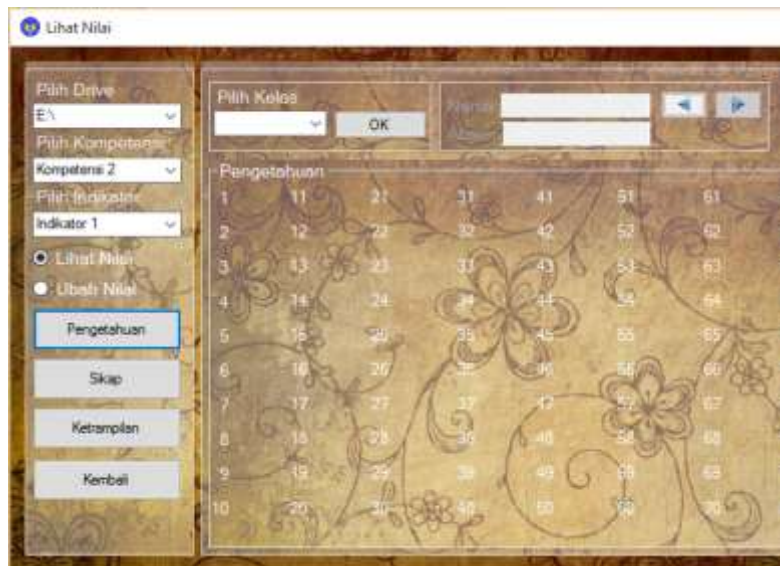 Lihat Nilai
Pilih Drive
E:\
Pilih Kompetensi
Kompetensi 2
Pilih Indikator
Indikator 1
Lihat Nilai
Ubah Nilai
Pengetahuan
Sikap
Ketrampilan
Kembali
Pilih Kelas
OK
Nama
Pengetahuan
1 11 21 31 41 51 61
2 12 22 32 42 52 62
3 13 23 33 43 53 63
4 14 24 34 44 54 64
5 15 25 35 45 55 65
6 16 26 36 46 56 66
7 17 27 37 47 57 67
8 18 28 38 48 58 68
9 19 29 39 49 59 69
10 20 30 40 50 60 70